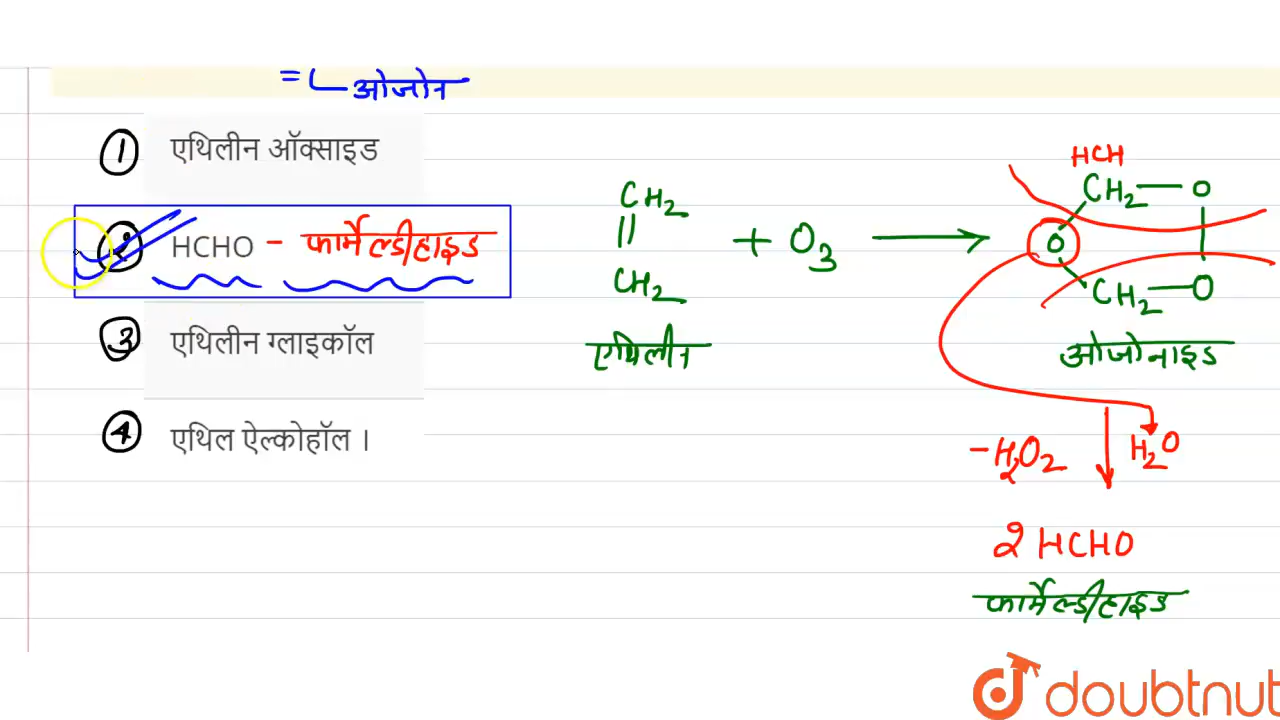 = ओजोन
① एथिलीन ऑक्साइड
② HCHO - फार्मेल्डीहाइड
③ एथिलीन ग्लाइकॉल
④ एथिल ऐल्कोहॉल ।
CH2
||
CH2
एथिलीन
+ O3 →
HCH
CH2 — O
O
CH2 — O
ओजोनाइड
-H2O2 H2O
2 HCHO
फार्मेल्डीहाइड
doubtnut